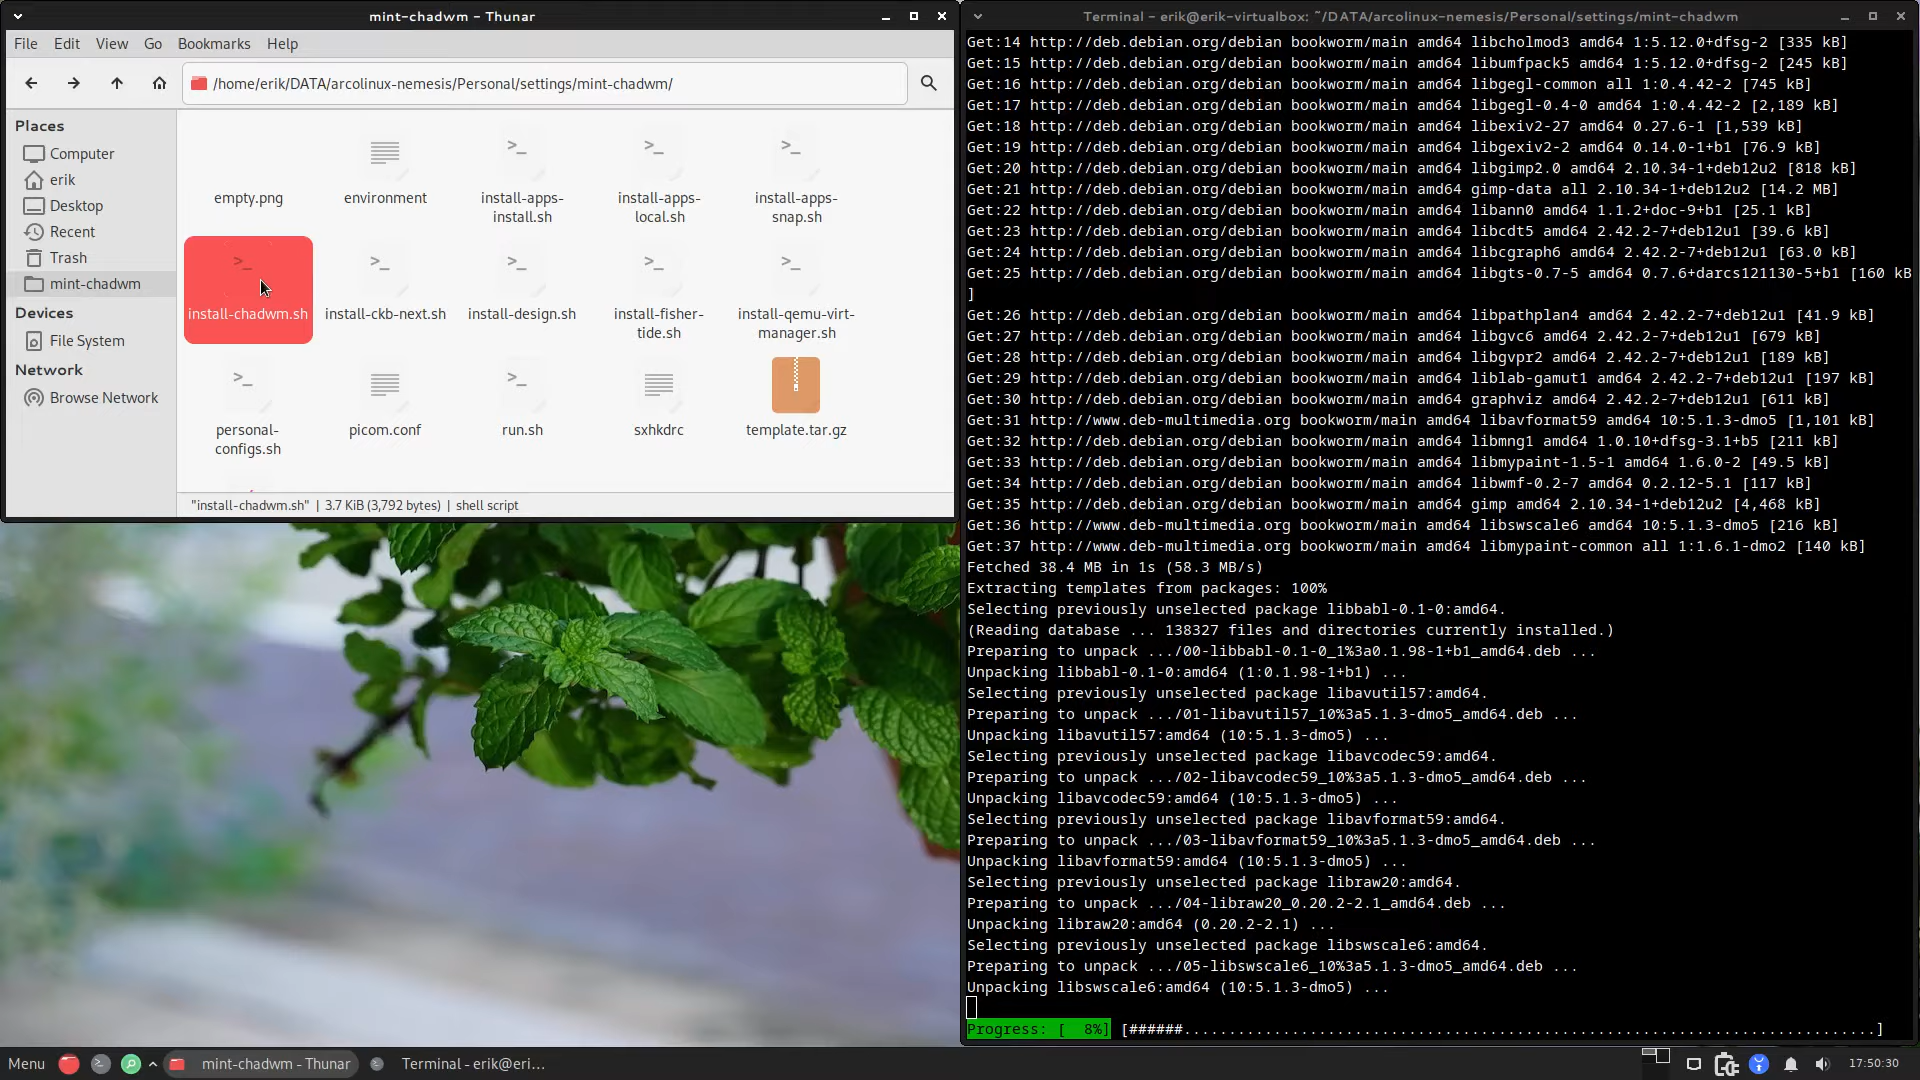 mint-chadwm - Thunar
File Edit View Go Bookmarks Help
/home/erik/DATA/arcolinux-nemesis/Personal/settings/mint-chadwm/
Places
Computer
erik
Desktop
Recent
Trash
mint-chadwm
Devices
File System
Network
Browse Network
empty.png
environment
install-apps-
install.sh
install-apps-
local.sh
install-apps-
snap.sh
install-chadwm.sh
install-ckb-next.sh
install-design.sh
install-fisher-
tide.sh
install-qemu-virt-
manager.sh
personal-
configs.sh
picom.conf
run.sh
sxhkdrc
template.tar.gz
"install-chadwm.sh" | 3.7 KiB (3,792 bytes) | shell script
Terminal - erik@erik-virtualbox: ~/DATA/arcolinux-nemesis/Personal/settings/mint-chadwm
Get:14 http://deb.debian.org/debian bookworm/main amd64 libcholmod3 amd64 1:5.12.0+dfsg-2 [335 kB]
Get:15 http://deb.debian.org/debian bookworm/main amd64 libumfpack5 amd64 1:5.12.0+dfsg-2 [245 kB]
Get:16 http://deb.debian.org/debian bookworm/main amd64 libgegl-common all 1:0.4.42-2 [745 kB]
Get:17 http://deb.debian.org/debian bookworm/main amd64 libgegl-0.4-0 amd64 1:0.4.42-2 [2,189 kB]
Get:18 http://deb.debian.org/debian bookworm/main amd64 libexiv2-27 amd64 0.27.6-1 [1,539 kB]
Get:19 http://deb.debian.org/debian bookworm/main amd64 libgexiv2-2 amd64 0.14.0-1+b1 [76.9 kB]
Get:20 http://deb.debian.org/debian bookworm/main amd64 libgimp2.0 amd64 2.10.34-1+deb12u2 [818 kB]
Get:21 http://deb.debian.org/debian bookworm/main amd64 gimp-data all 2.10.34-1+deb12u2 [14.2 MB]
Get:22 http://deb.debian.org/debian bookworm/main amd64 libann0 amd64 1.1.2+doc-9+b1 [25.1 kB]
Get:23 http://deb.debian.org/debian bookworm/main amd64 libcdt5 amd64 2.42.2-7+deb12u1 [39.6 kB]
Get:24 http://deb.debian.org/debian bookworm/main amd64 libcgraph6 amd64 2.42.2-7+deb12u1 [63.0 kB]
Get:25 http://deb.debian.org/debian bookworm/main amd64 libgts-0.7-5 amd64 0.7.6+darcs121130-5+b1 [160 kB
]
Get:26 http://deb.debian.org/debian bookworm/main amd64 libpathplan4 amd64 2.42.2-7+deb12u1 [41.9 kB]
Get:27 http://deb.debian.org/debian bookworm/main amd64 libgvc6 amd64 2.42.2-7+deb12u1 [679 kB]
Get:28 http://deb.debian.org/debian bookworm/main amd64 libgvpr2 amd64 2.42.2-7+deb12u1 [189 kB]
Get:29 http://deb.debian.org/debian bookworm/main amd64 liblab-gamut1 amd64 2.42.2-7+deb12u1 [197 kB]
Get:30 http://deb.debian.org/debian bookworm/main amd64 graphviz amd64 2.42.2-7+deb12u1 [611 kB]
Get:31 http://www.deb-multimedia.org bookworm/main amd64 libavformat59 amd64 10:5.1.3-dmo5 [1,101 kB]
Get:32 http://deb.debian.org/debian bookworm/main amd64 libmng1 amd64 1.0.10+dfsg-3.1+b5 [211 kB]
Get:33 http://deb.debian.org/debian bookworm/main amd64 libmypaint-1.5-1 amd64 1.6.0-2 [49.5 kB]
Get:34 http://deb.debian.org/debian bookworm/main amd64 libwmf-0.2-7 amd64 0.2.12-5.1 [117 kB]
Get:35 http://deb.debian.org/debian bookworm/main amd64 gimp amd64 2.10.34-1+deb12u2 [4,468 kB]
Get:36 http://www.deb-multimedia.org bookworm/main amd64 libswscale6 amd64 10:5.1.3-dmo5 [216 kB]
Get:37 http://www.deb-multimedia.org bookworm/main amd64 libmypaint-common all 1:1.6.1-dmo2 [140 kB]
Fetched 38.4 MB in 1s (58.3 MB/s)
Extracting templates from packages: 100%
Selecting previously unselected package libbabl-0.1-0:amd64.
(Reading database ... 138327 files and directories currently installed.)
Preparing to unpack .../00-libbabl-0.1-0_1%3a0.1.98-1+b1_amd64.deb ...
Unpacking libbabl-0.1-0:amd64 (1:0.1.98-1+b1) ...
Selecting previously unselected package libavutil57:amd64.
Preparing to unpack .../01-libavutil57_10%3a5.1.3-dmo5_amd64.deb ...
Unpacking libavutil57:amd64 (10:5.1.3-dmo5) ...
Selecting previously unselected package libavcodec59:amd64.
Preparing to unpack .../02-libavcodec59_10%3a5.1.3-dmo5_amd64.deb ...
Unpacking libavcodec59:amd64 (10:5.1.3-dmo5) ...
Selecting previously unselected package libavformat59:amd64.
Preparing to unpack .../03-libavformat59_10%3a5.1.3-dmo5_amd64.deb ...
Unpacking libavformat59:amd64 (10:5.1.3-dmo5) ...
Selecting previously unselected package libraw20:amd64.
Preparing to unpack .../04-libraw20_0.20.2-2.1_amd64.deb ...
Unpacking libraw20:amd64 (0.20.2-2.1) ...
Selecting previously unselected package libswscale6:amd64.
Preparing to unpack .../05-libswscale6_10%3a5.1.3-dmo5_amd64.deb ...
Unpacking libswscale6:amd64 (10:5.1.3-dmo5) ...
Progress: [  8%] [######...................................................................................]
Menu mint-chadwm - Thunar Terminal - erik@eri... 17:50:30